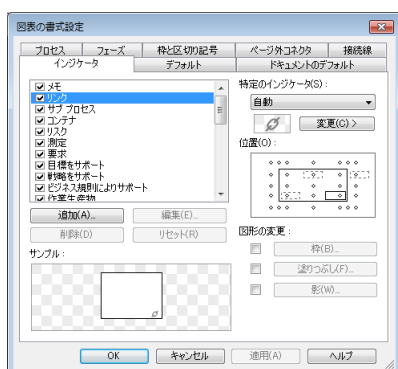 図表の書式設定
プロセス
フェーズ
枠と区切り記号
ページ外コネクタ
接続線
インジケータ
デフォルト
ドキュメントのデフォルト
メモ
リンク
サブ プロセス
コンテナ
リスク
測定
要求
目標をサポート
戦略をサポート
ビジネス規則によりサポート
作業生産物
追加(A)...
編集(E)...
削除(D)
リセット(R)
サンプル:
特定のインジケータ(S):
自動
変更(C) >
位置(O):
図形の変更:
枠(B)...
塗りつぶし(F)...
影(W)...
OK
キャンセル
適用(A)
ヘルプ